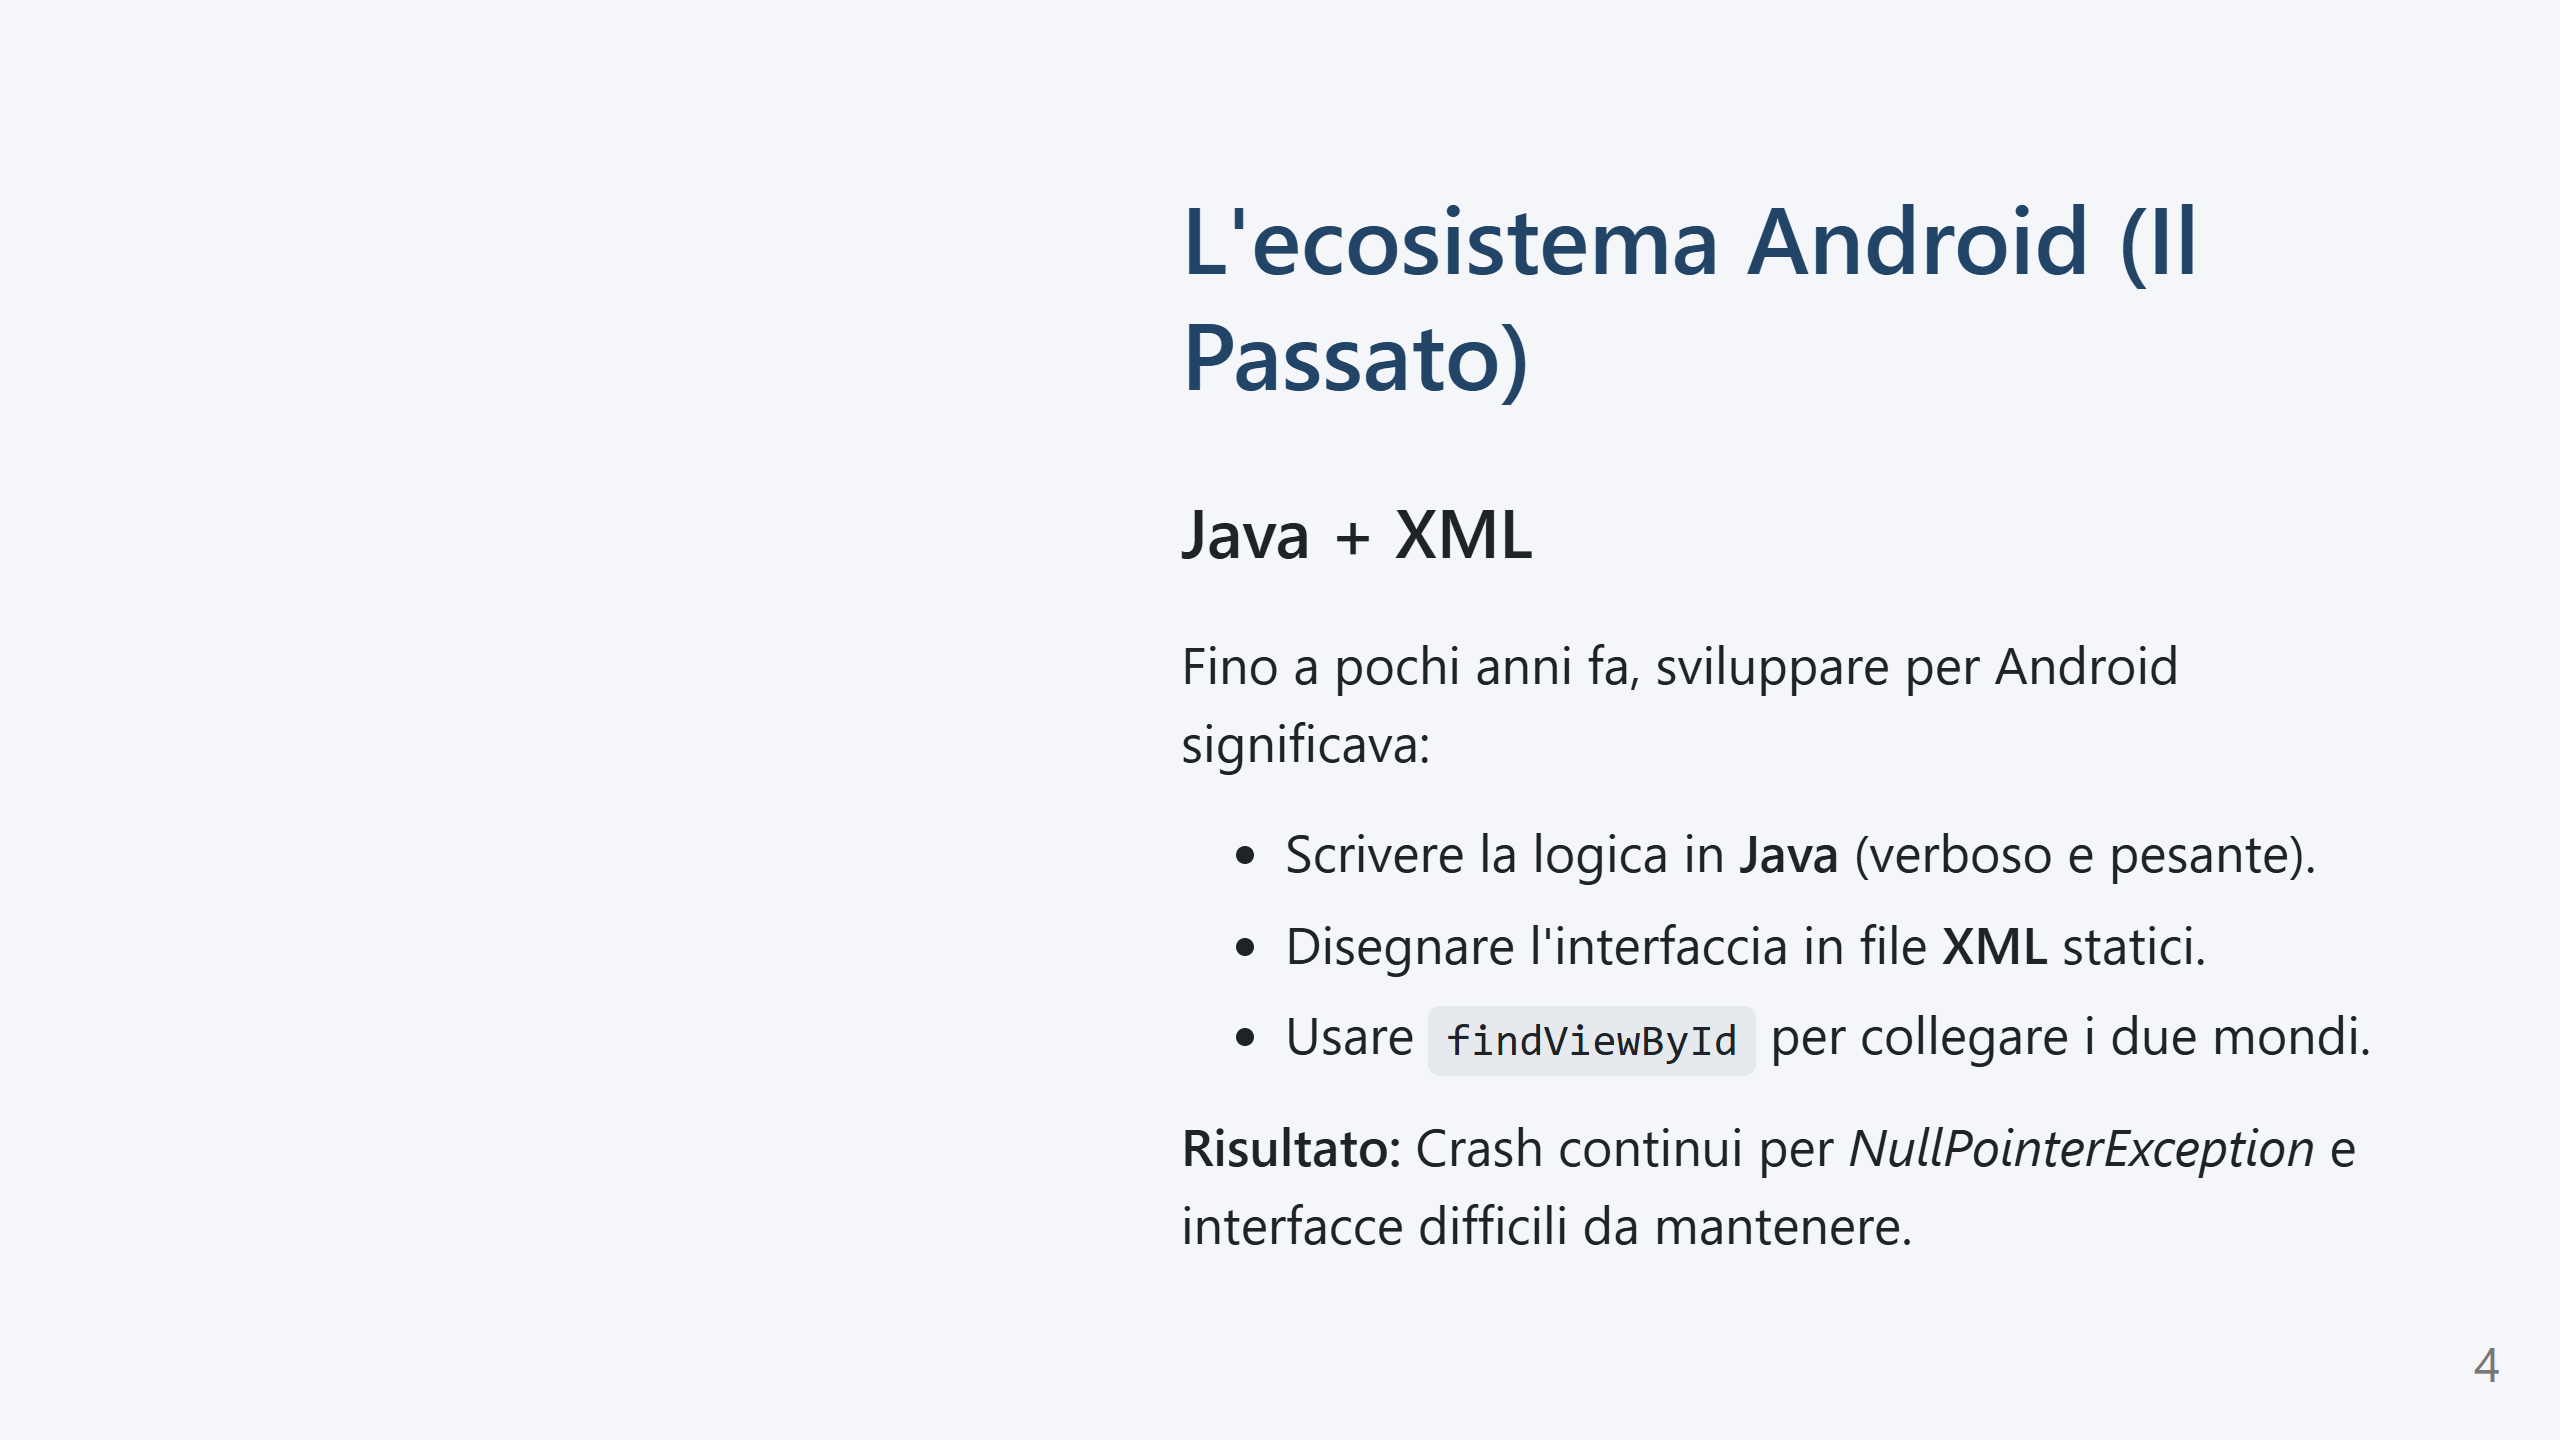 L'ecosistema Android (Il
Passato)
Java + XML
Fino a pochi anni fa, sviluppare per Android
significava:
• Scrivere la logica in Java (verboso e pesante).
• Disegnare l'interfaccia in file XML statici.
• Usare findViewById per collegare i due mondi.
Risultato: Crash continui per NullPointerException e
interfacce difficili da mantenere.
4